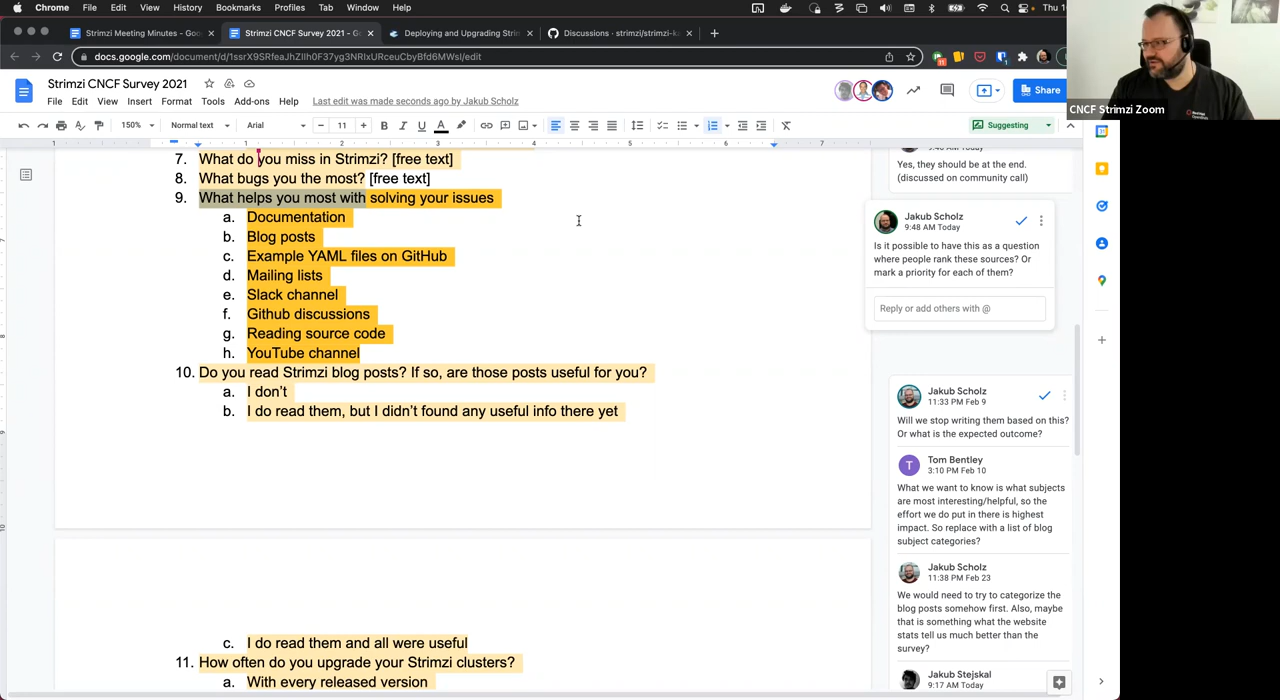 Chrome File Edit View History Bookmarks Profiles Tab Window Help Thu 1
Strimzi Meeting Minutes - Goo
Strimzi CNCF Survey 2021 - G
Deploying and Upgrading Strim
Discussions · strimzi/strimzi-ka
docs.google.com/document/d/1ssrX9SRfeaJhZIIh0F37yg3NRIxURceuCbyBfd6MWsI/edit
11
Strimzi CNCF Survey 2021
File Edit View Insert Format Tools Add-ons Help Last edit was made seconds ago by Jakub Scholz
Share
CNCF Strimzi Zoom
150% Normal text Arial 11 Suggesting
1 1 2 3 4 5 6 7
7. What do you miss in Strimzi? [free text]
8. What bugs you the most? [free text]
9. What helps you most with solving your issues
a. Documentation
b. Blog posts
c. Example YAML files on GitHub
d. Mailing lists
e. Slack channel
f. Github discussions
g. Reading source code
h. YouTube channel
10. Do you read Strimzi blog posts? If so, are those posts useful for you?
a. I don't
b. I do read them, but I didn't found any useful info there yet
c. I do read them and all were useful
11. How often do you upgrade your Strimzi clusters?
a. With every released version
Yes, they should be at the end.
(discussed on community call)
Jakub Scholz
9:48 AM Today
Is it possible to have this as a question
where people rank these sources? Or
mark a priority for each of them?
Reply or add others with @
Jakub Scholz
11:33 PM Feb 9
Will we stop writing them based on this?
Or what is the expected outcome?
T
Tom Bentley
3:10 PM Feb 10
What we want to know is what subjects
are most interesting/helpful, so the
effort we do put in there is highest
impact. So replace with a list of blog
subject categories?
Jakub Scholz
11:38 PM Feb 23
We would need to try to categorize the
blog posts somehow first. Also, maybe
that is something what the website
stats tell us much better than the
survey?
Jakub Stejskal
9:17 AM Today